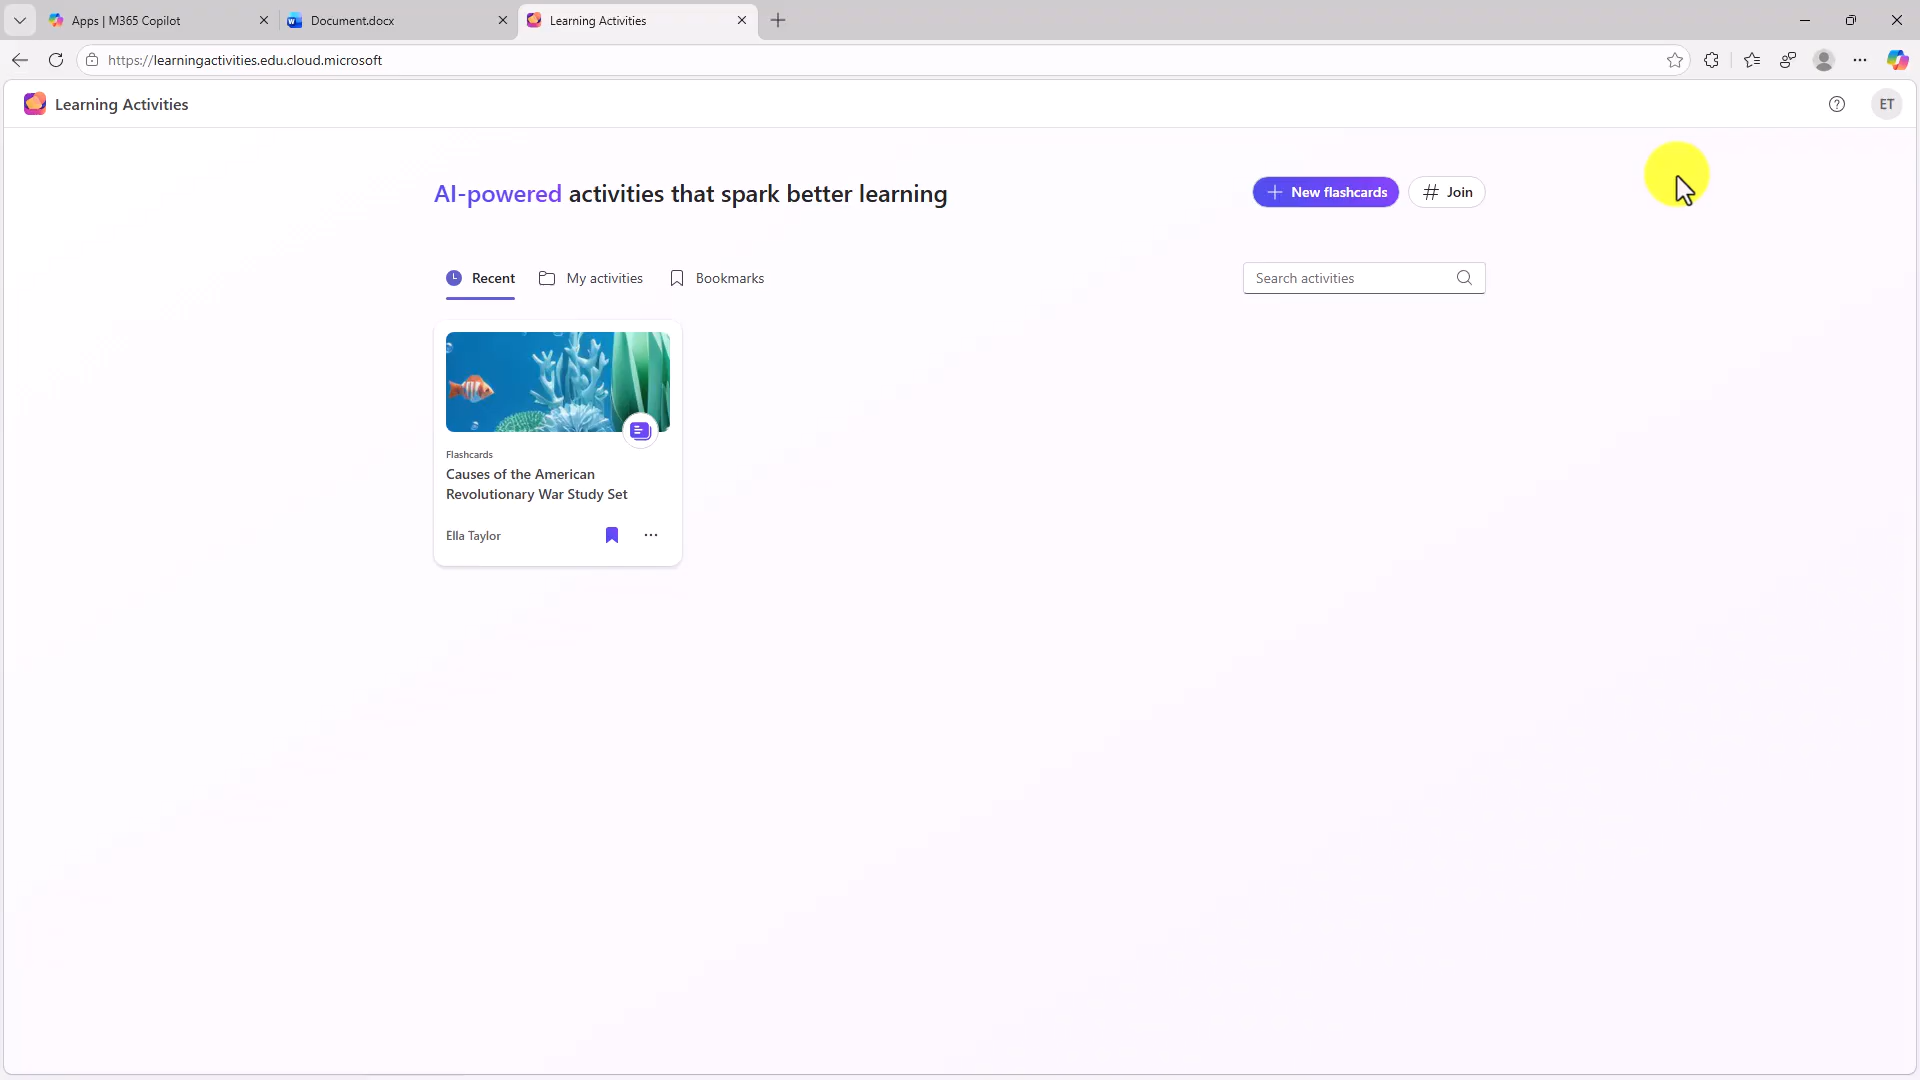 Apps | M365 Copilot
Document.docx
Learning Activities
https://learningactivities.edu.cloud.microsoft
Learning Activities
ET
AI-powered activities that spark better learning
New flashcards
Join
Recent
My activities
Bookmarks
Search activities
Flashcards
Causes of the American
Revolutionary War Study Set
Ella Taylor